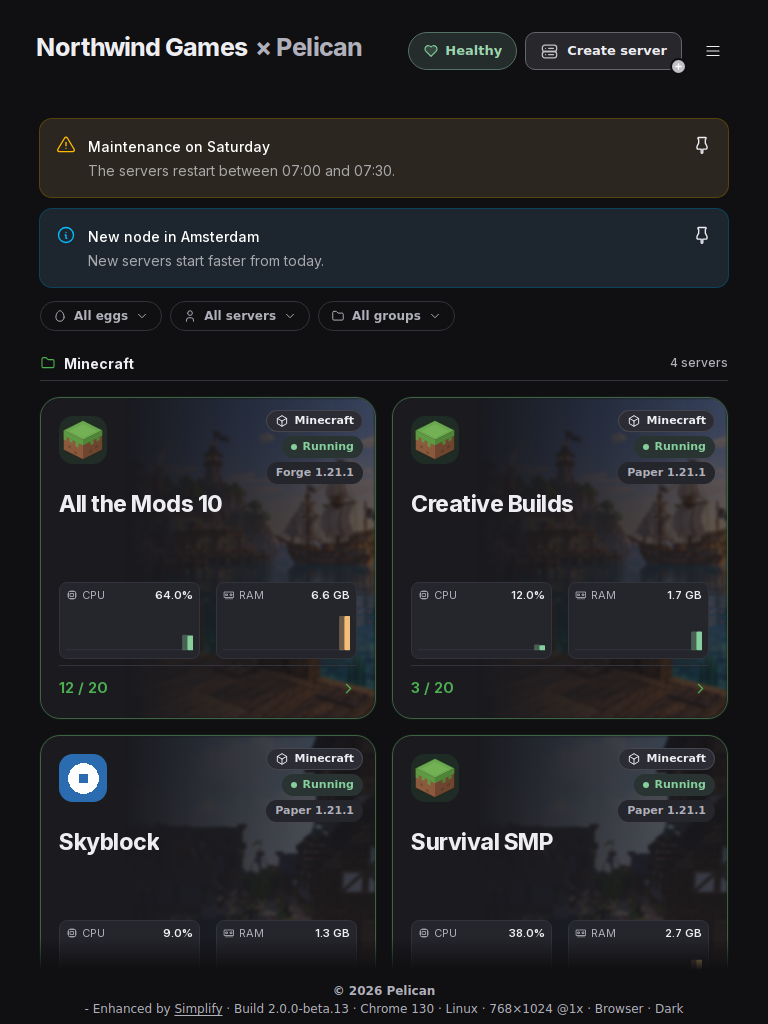 Northwind Games × Pelican
Healthy
Create server
Maintenance on Saturday
The servers restart between 07:00 and 07:30.
New node in Amsterdam
New servers start faster from today.
All eggs
All servers
All groups
Minecraft
4 servers
Minecraft
Running
Forge 1.21.1
All the Mods 10
CPU
64.0%
RAM
6.6 GB
12 / 20
Minecraft
Running
Paper 1.21.1
Creative Builds
CPU
12.0%
RAM
1.7 GB
3 / 20
Minecraft
Running
Paper 1.21.1
Skyblock
CPU
9.0%
RAM
1.3 GB
Minecraft
Running
Paper 1.21.1
Survival SMP
CPU
38.0%
RAM
2.7 GB
© 2026 Pelican
- Enhanced by Simplify · Build 2.0.0-beta.13 · Chrome 130 · Linux · 768×1024 @1x · Browser · Dark